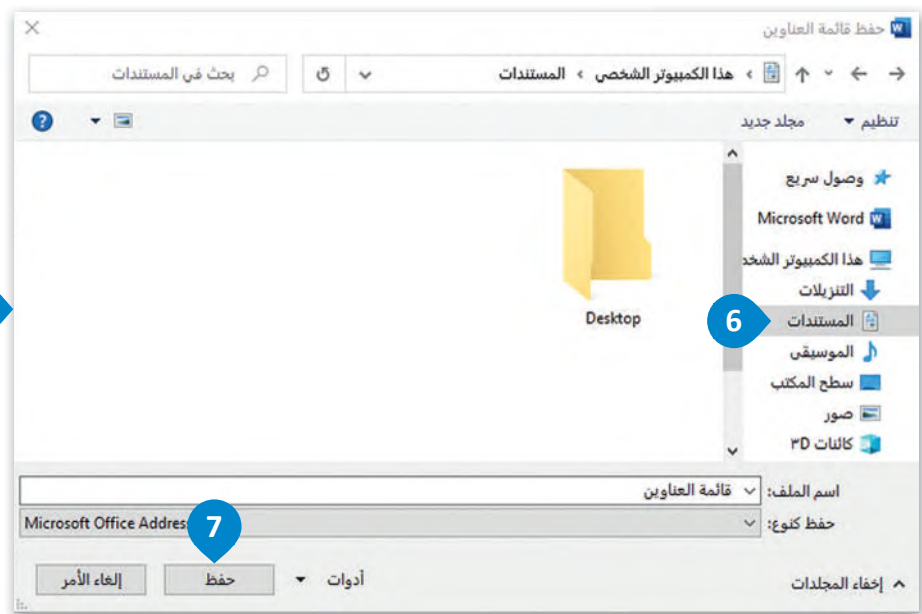 حفظ قائمة العناوين
هذا الكمبيوتر الشخصي › المستندات
بحث في المستندات
تنظيم
مجلد جديد
وصول سريع
Microsoft Word
هذا الكمبيوتر الشخص
التنزيلات
المستندات
6
الموسيقى
سطح المكتب
صور
كائنات ٣D
Desktop
اسم الملف: قائمة العناوين
حفظ كنوع: Microsoft Office Addres
7
إخفاء المجلدات
أدوات
حفظ
إلغاء الأمر